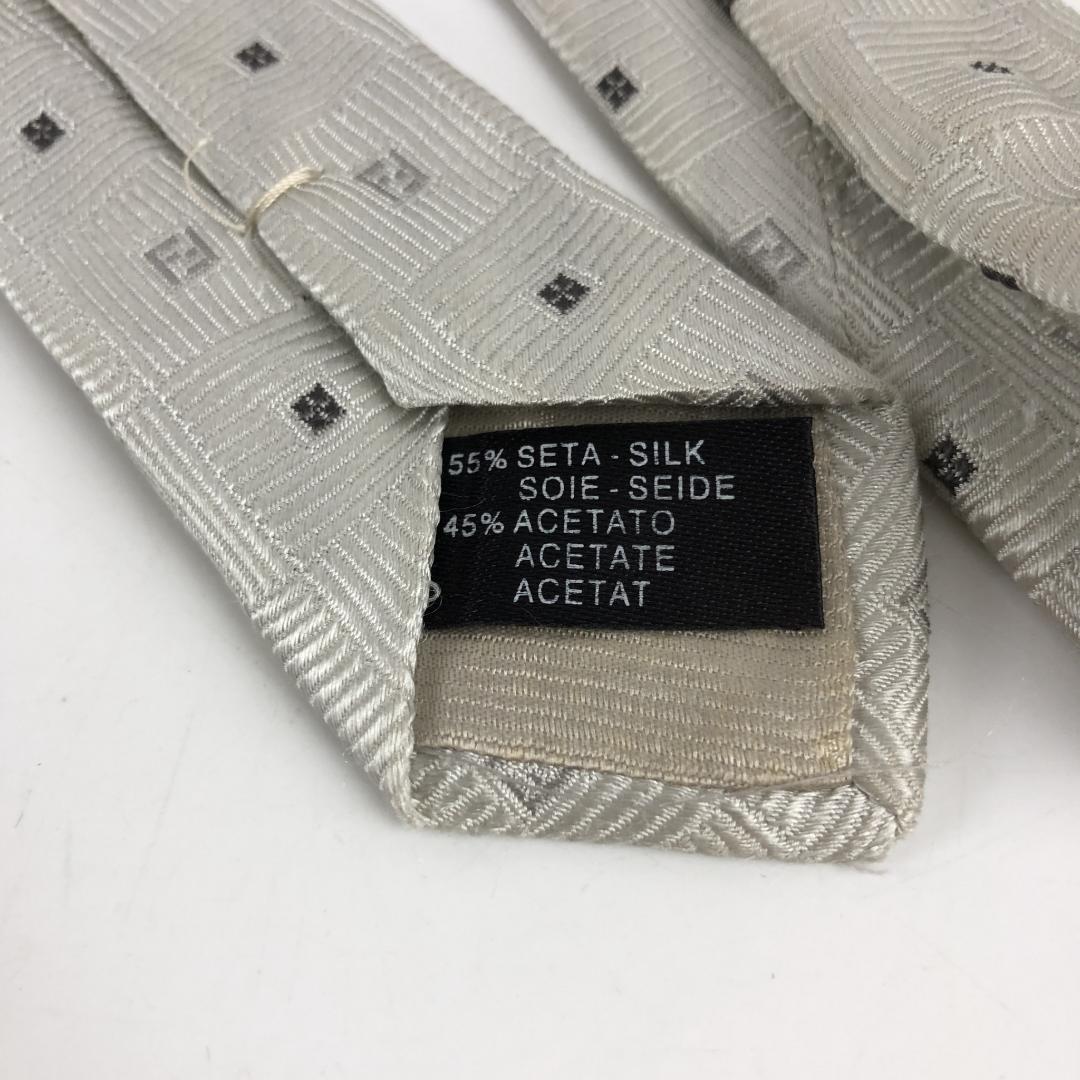 55% SETA - SILK
SOIE - SEIDE
45% ACETATO
ACETATE
ACETAT